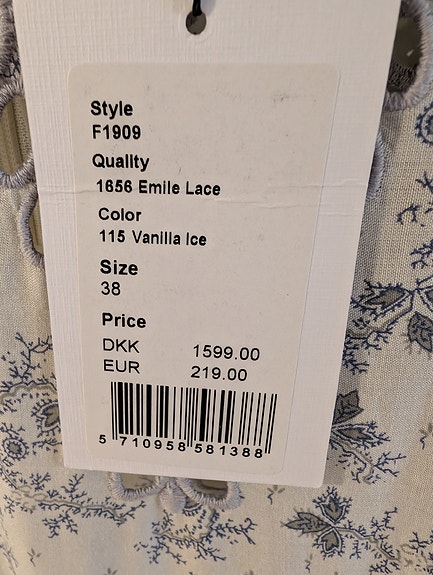 Style
F1909
Quality
1656 Emile Lace
Color
115 Vanilla Ice
Size
38
Price
DKK 1599.00
EUR 219.00
5 710958 581388